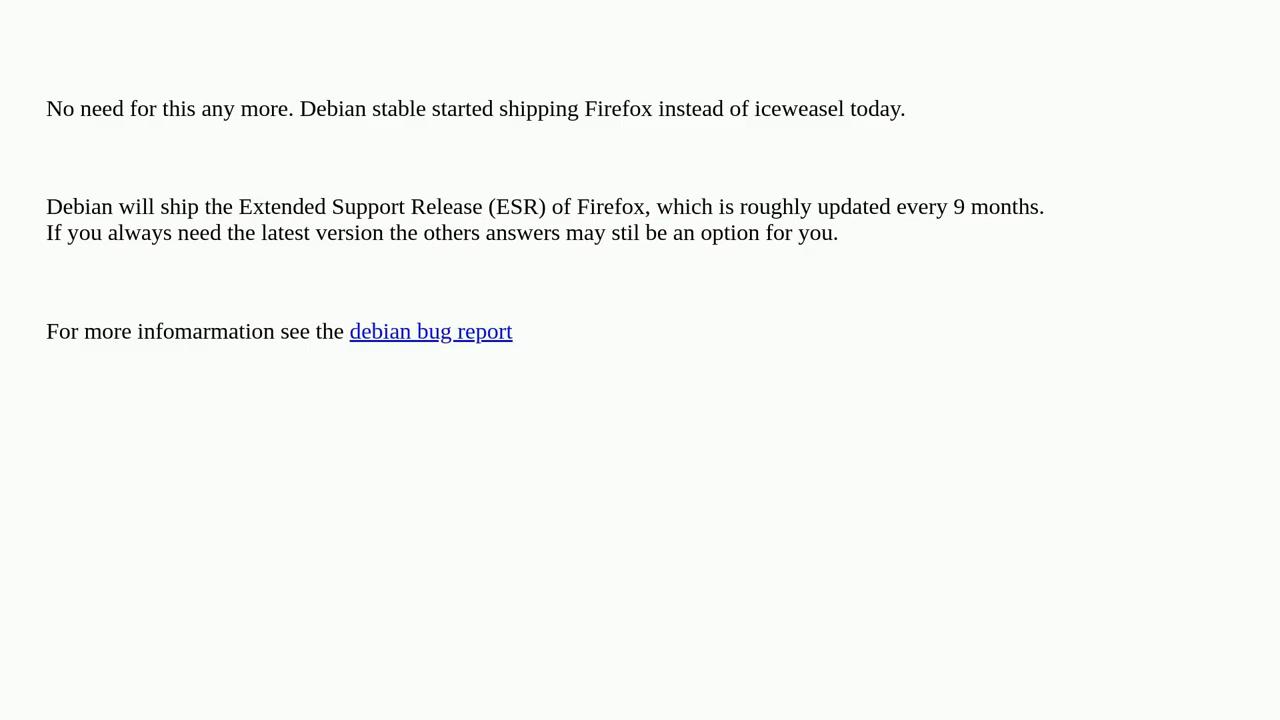 No need for this any more. Debian stable started shipping Firefox instead of iceweasel today.
Debian will ship the Extended Support Release (ESR) of Firefox, which is roughly updated every 9 months.
If you always need the latest version the others answers may stil be an option for you.
For more infomarmation see the debian bug report